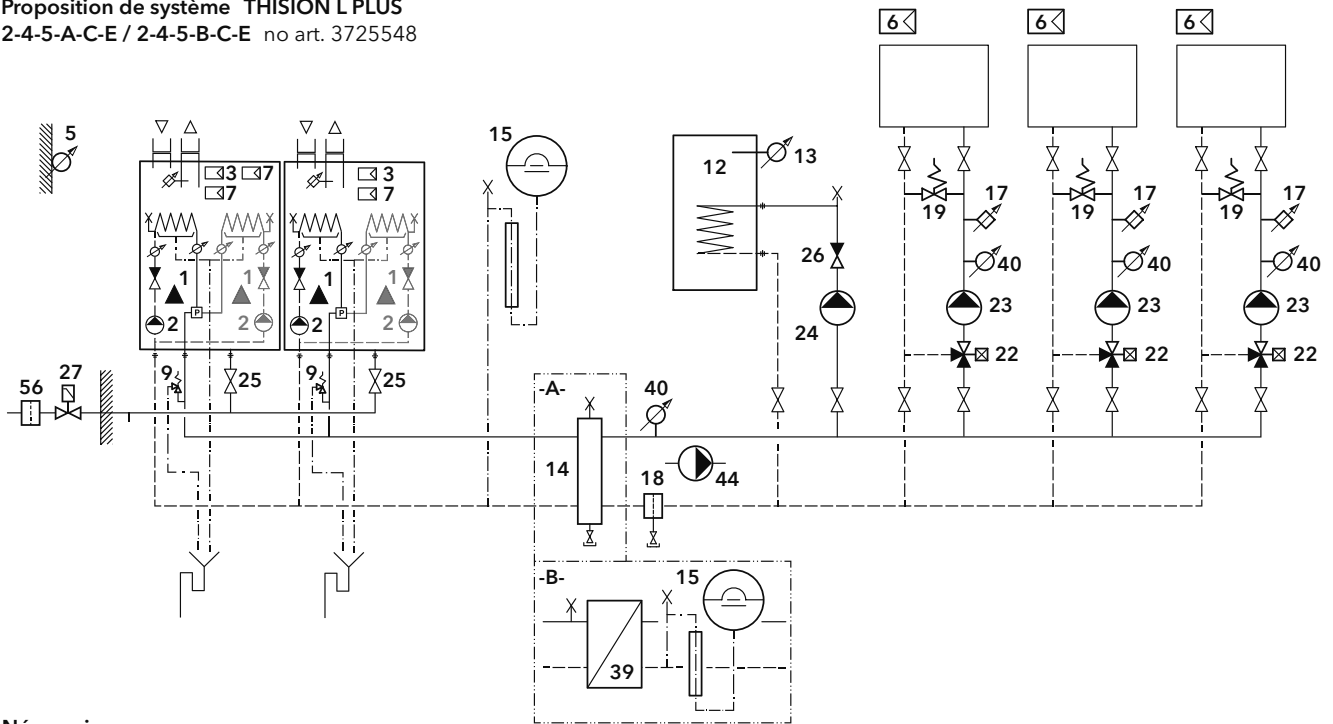 Proposition de système THISION L PLUS
2-4-5-A-C-E / 2-4-5-B-C-E no art. 3725548
6 6 6
5
3 7 3
7 7
15
12
13
17 17 17
19 19 19
26
40 40 40
1 1 1 1
2 2 2 2
P P
24
23 23 23
22 22 22
56 27
9 25 9 25
-A-
40
14
18 44
-B- 15
39